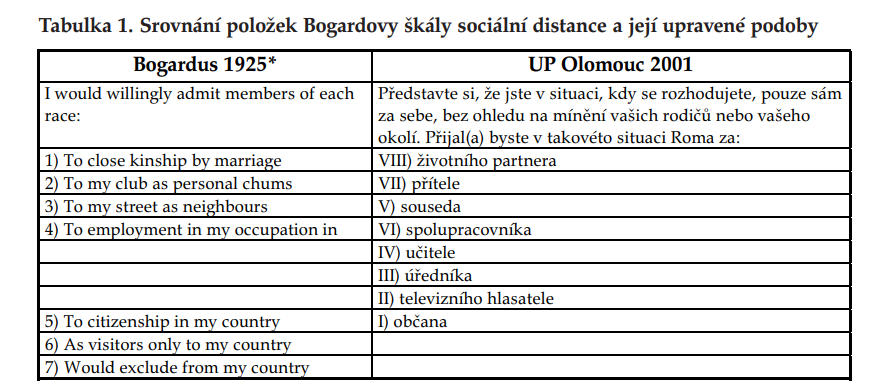 Tabulka 1. Srovnání položek Bogardovy škály sociální distance a její upravené podoby
Bogardus 1925* UP Olomouc 2001
I would willingly admit members of each Představte si, že jste v situaci, kdy se rozhodujete, pouze sám
race: za sebe, bez ohledu na mínění vašich rodičů nebo vašeho
okolí. Přijal(a) byste v takovéto situaci Roma za:
1) To close kinship by marriage VIII) životního partnera
2) To my club as personal chums VII) přítele
3) To my street as neighbours V) souseda
4) To employment in my occupation in VI) spolupracovníka
IV) učitele
III) úředníka
II) televizního hlasatele
5) To citizenship in my country I) občana
6) As visitors only to my country
7) Would exclude from my country